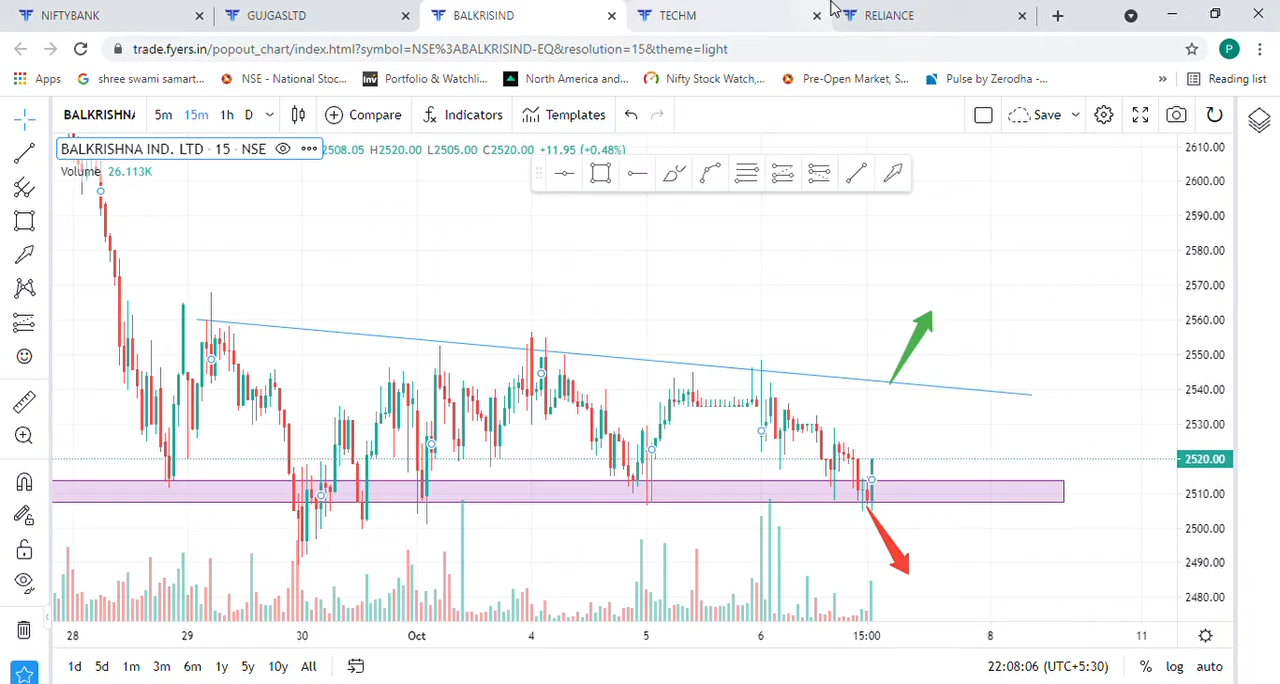 NIFTYBANK GUJGASLTD BALKRISIND TECHM RELIANCE
trade.fyers.in/popout_chart/index.html?symbol=NSE%3ABALKRISIND-EQ&resolution=15&theme=light P
Apps shree swami samart... NSE - National Stoc... Inv Portfolio & Watchli... North America and... Nifty Stock Watch,... Pre-Open Market, S... Pulse by Zerodha -... » Reading list
BALKRISHNA 5m 15m 1h D Compare Indicators Templates Save
BALKRISHNA IND. LTD · 15 · NSE 2508.05 H2520.00 L2505.00 C2520.00 +11.95 (+0.48%)
Volume 26.113K
2610.00
2600.00
2590.00
2580.00
2570.00
2560.00
2550.00
2540.00
2530.00
2520.00
2510.00
2500.00
2490.00
2480.00
28 29 30 Oct 4 5 6 15:00 8 11
1d 5d 1m 3m 6m 1y 5y 10y All 22:08:06 (UTC+5:30) % log auto